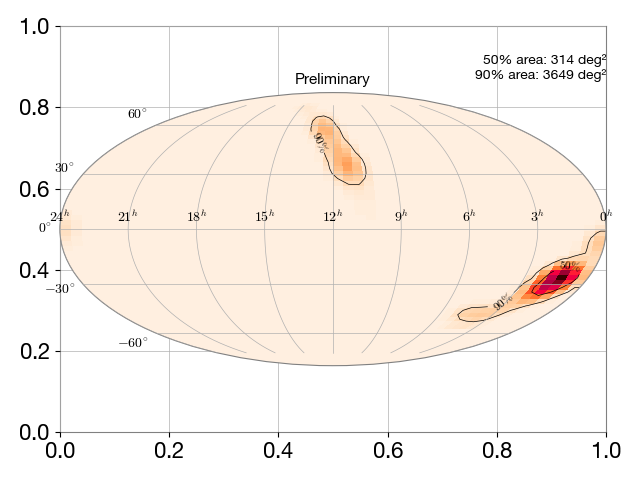 1.0
50% area: 314 deg²
90% area: 3649 deg²
Preliminary
0.8
60°
90%
0.6
30°
24ʰ 21ʰ 18ʰ 15ʰ 12ʰ 9ʰ 6ʰ 3ʰ 0ʰ
0°
50%
0.4
−30°
90%
0.2
−60°
0.0
0.0 0.2 0.4 0.6 0.8 1.0